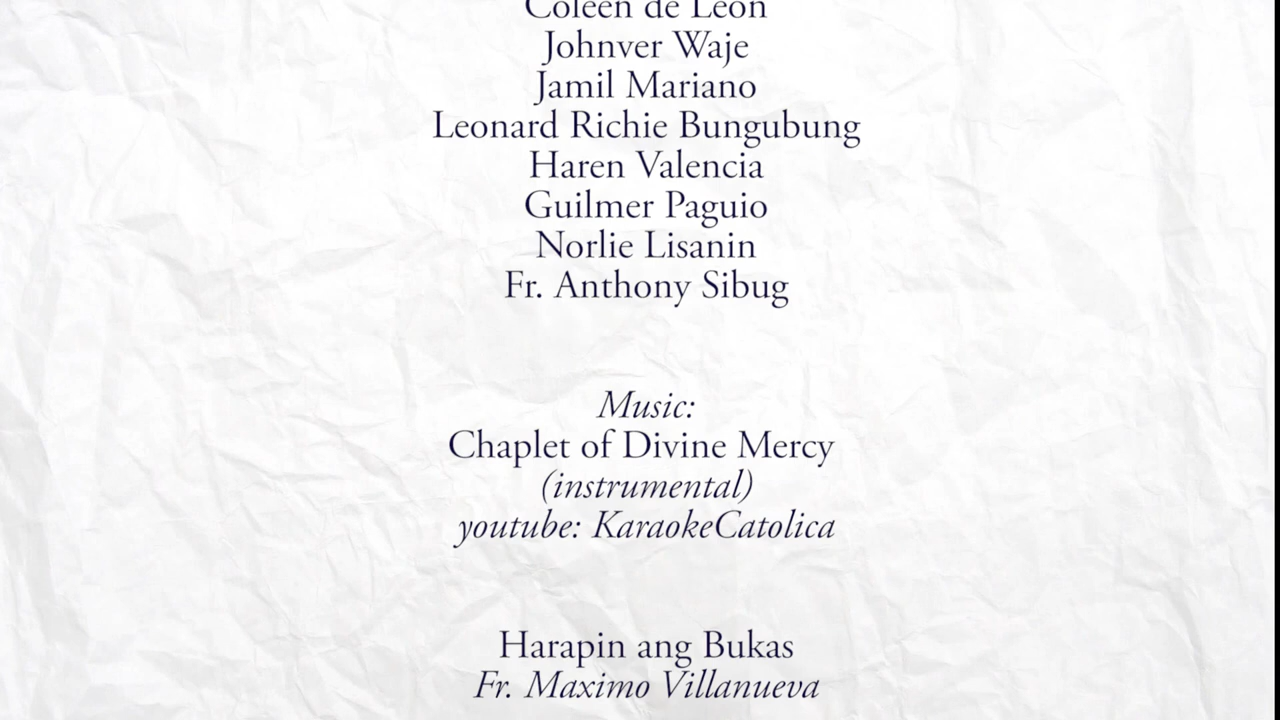 Coleen de Leon
Johnver Waje
Jamil Mariano
Leonard Richie Bungubung
Haren Valencia
Guilmer Paguio
Norlie Lisanin
Fr. Anthony Sibug
Music:
Chaplet of Divine Mercy
(instrumental)
youtube: KaraokeCatolica
Harapin ang Bukas
Fr. Maximo Villanueva